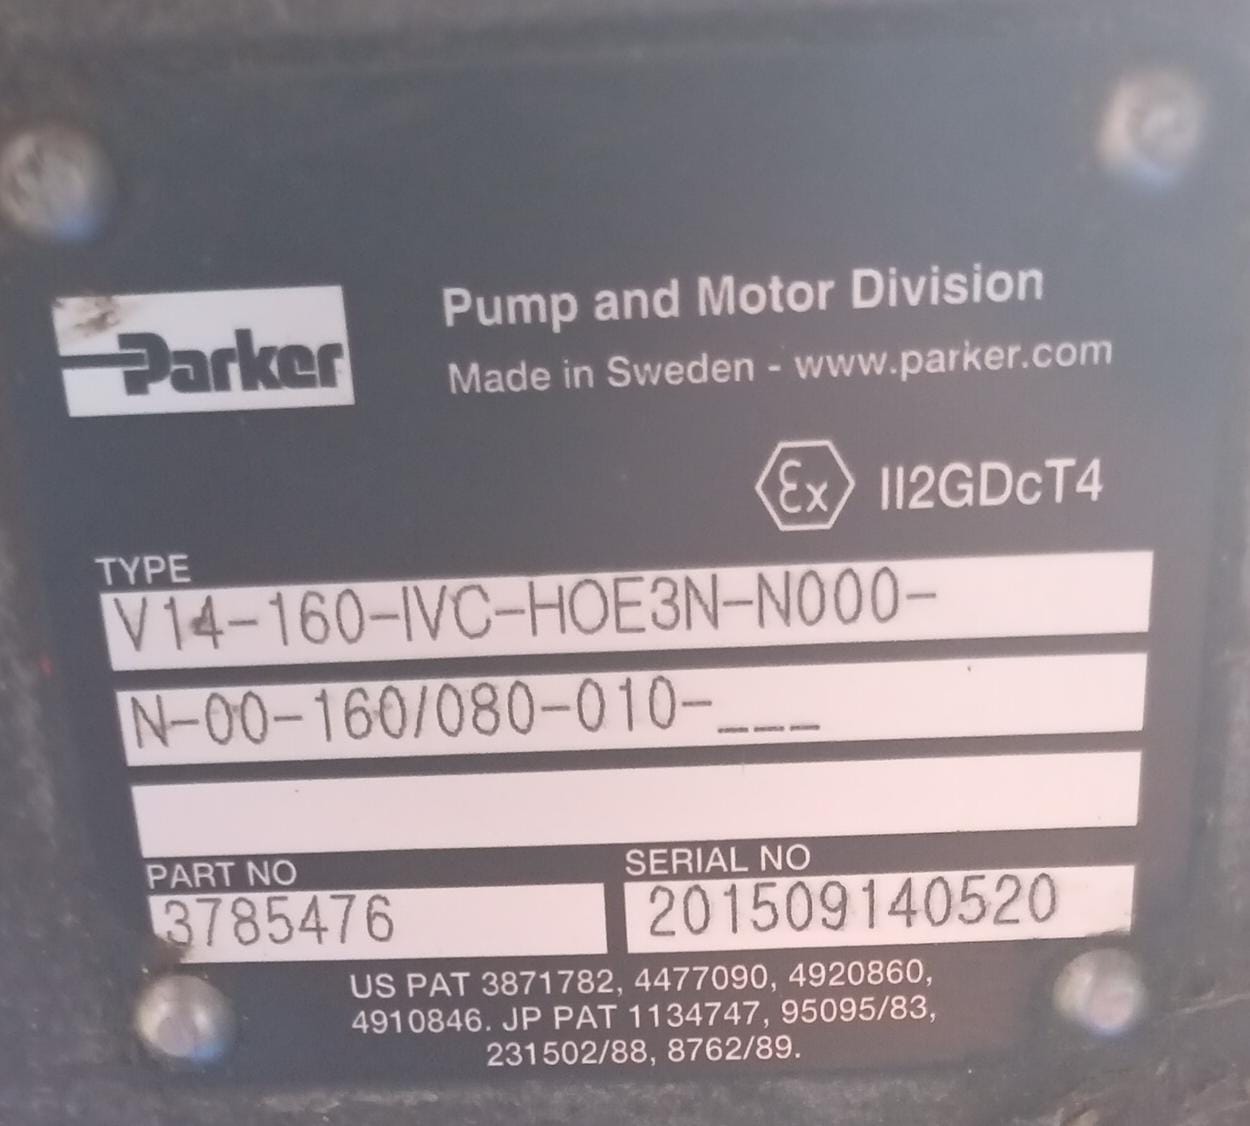 Parker
Pump and Motor Division
Made in Sweden - www.parker.com
Ex II2GDcT4
TYPE
V14-160-IVC-HOE3N-N000-
N-00-160/080-010-___
PART NO
3785476
SERIAL NO
201509140520
US PAT 3871782, 4477090, 4920860,
4910846. JP PAT 1134747, 95095/83,
231502/88, 8762/89.